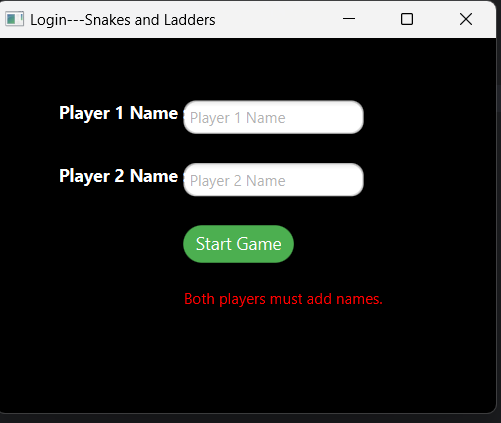 Login---Snakes and Ladders
Player 1 Name : Player 1 Name
Player 2 Name : Player 2 Name
Start Game
Both players must add names.